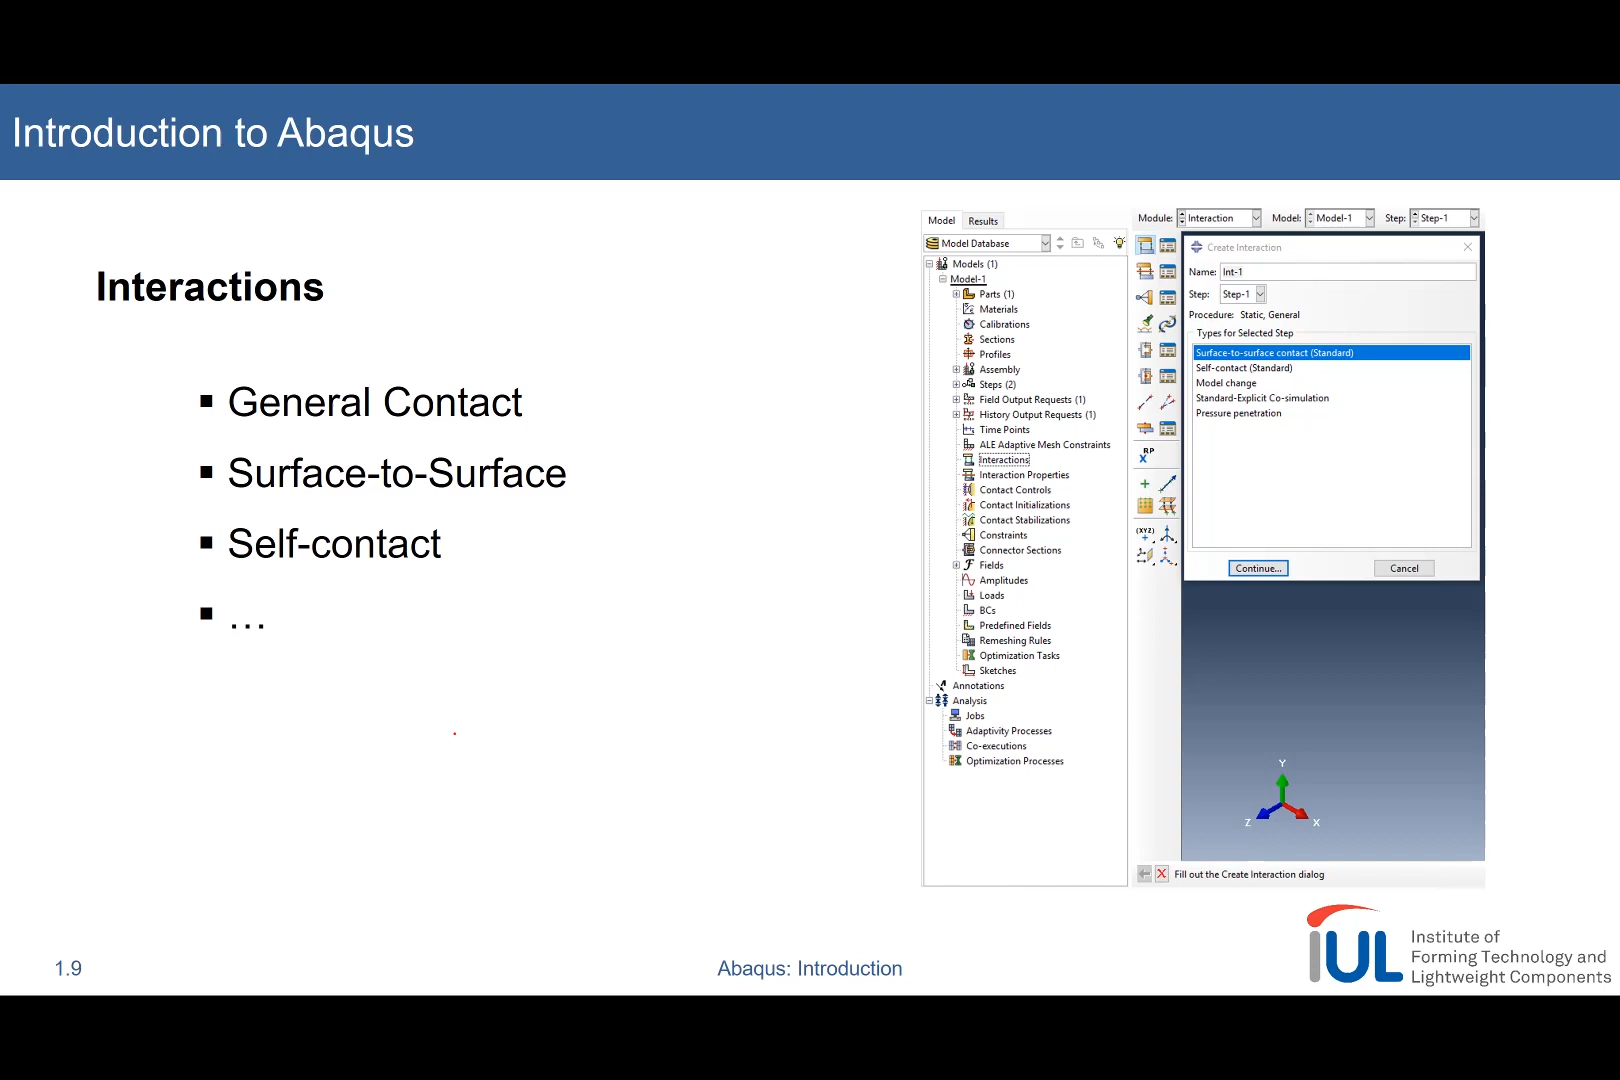 Introduction to Abaqus
Interactions
▪ General Contact
▪ Surface-to-Surface
▪ Self-contact
▪ …
Model Results
Model Database
Models (1)
Model-1
Parts (1)
Materials
Calibrations
Sections
Profiles
Assembly
Steps (2)
Field Output Requests (1)
History Output Requests (1)
Time Points
ALE Adaptive Mesh Constraints
Interactions
Interaction Properties
Contact Controls
Contact Initializations
Contact Stabilizations
Constraints
Connector Sections
Fields
Amplitudes
Loads
BCs
Predefined Fields
Remeshing Rules
Optimization Tasks
Sketches
Annotations
Analysis
Jobs
Adaptivity Processes
Co-executions
Optimization Processes
Module: Interaction Model: Model-1 Step: Step-1
RP
(XYZ)
Create Interaction
Name: Int-1
Step: Step-1
Procedure: Static, General
Types for Selected Step
Surface-to-surface contact (Standard)
Self-contact (Standard)
Model change
Standard-Explicit Co-simulation
Pressure penetration
Continue... Cancel
Y
Z X
Fill out the Create Interaction dialog
1.9
Abaqus: Introduction
IUL
Institute of
Forming Technology and
Lightweight Components